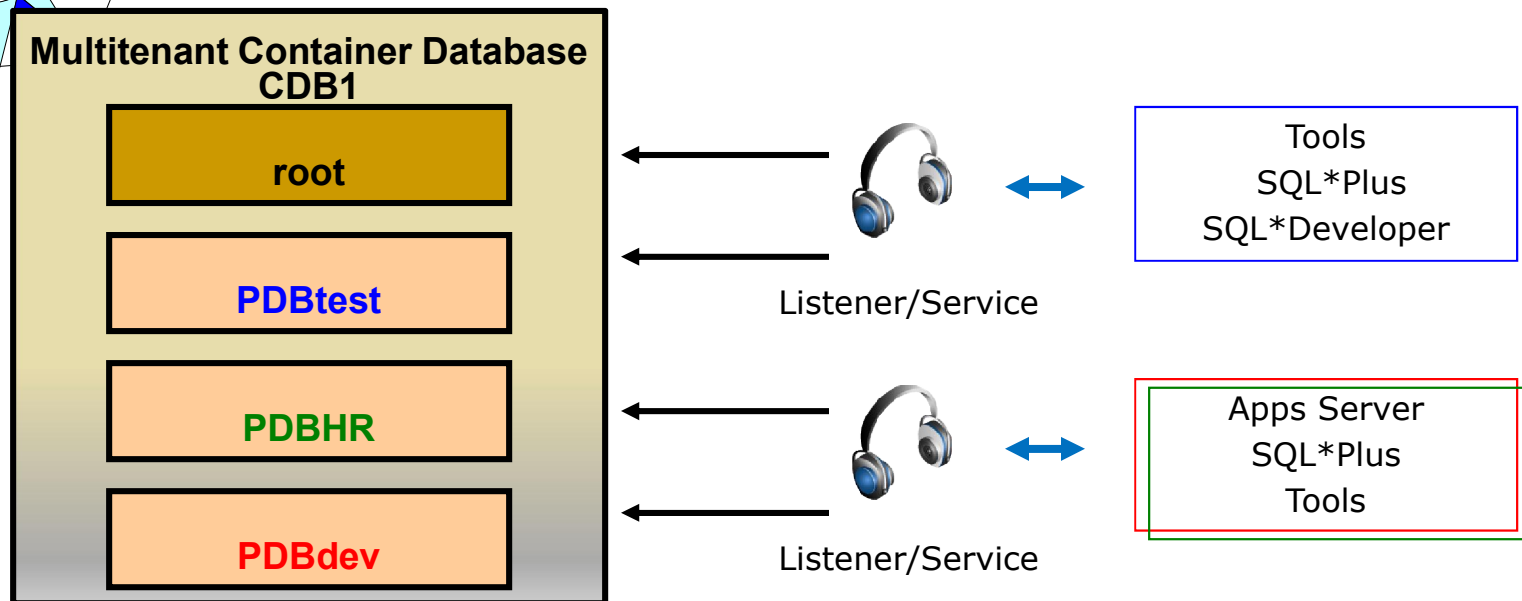 Multitenant Container Database
CDB1
root
PDBtest
PDBHR
PDBdev
Listener/Service
Listener/Service
Tools
SQL*Plus
SQL*Developer
Apps Server
SQL*Plus
Tools